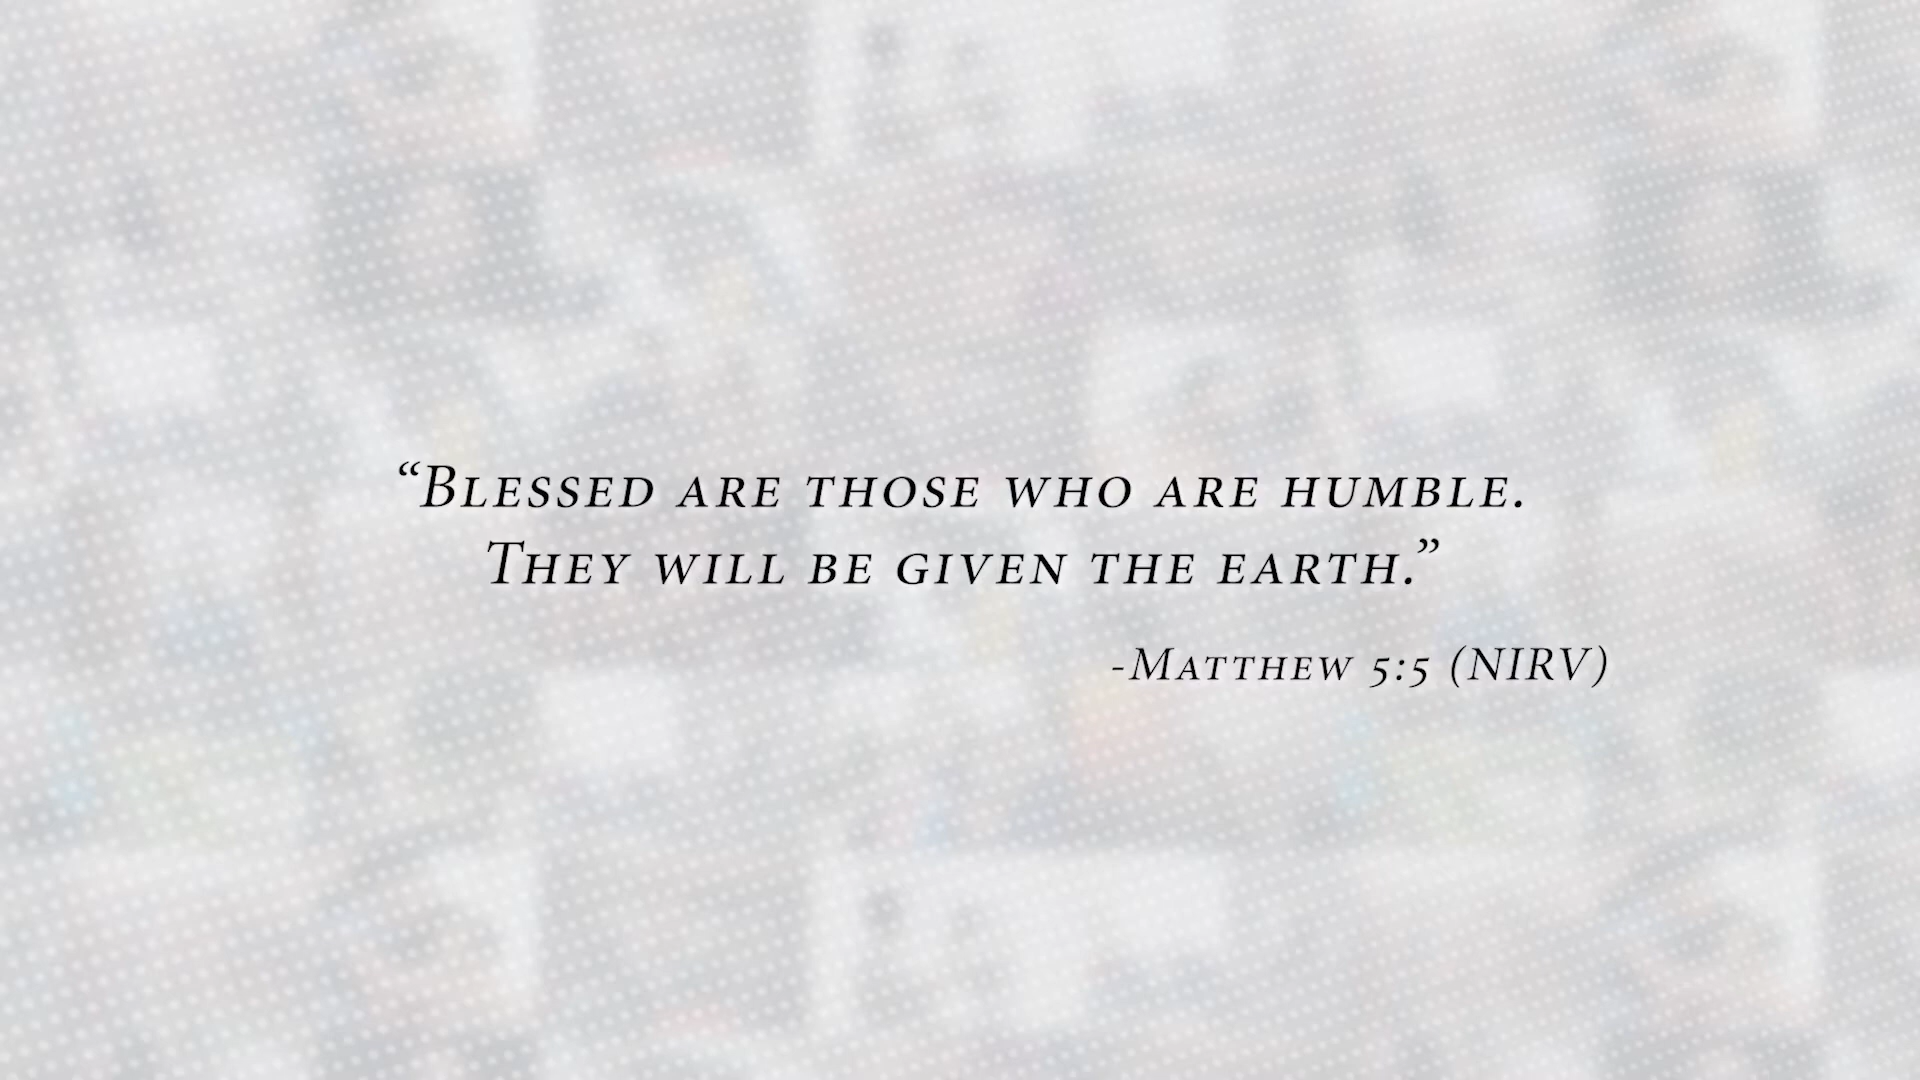 “Blessed are those who are humble.
They will be given the earth.”
-Matthew 5:5 (NIRV)